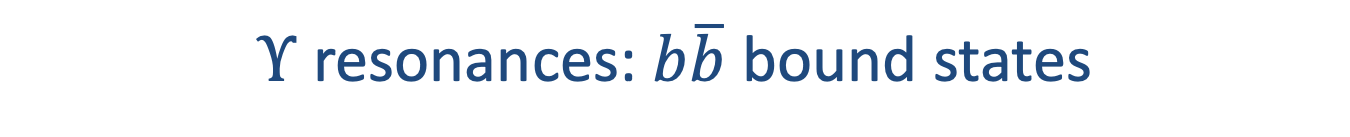 ϒ resonances: 𝑏𝑏̅ bound states